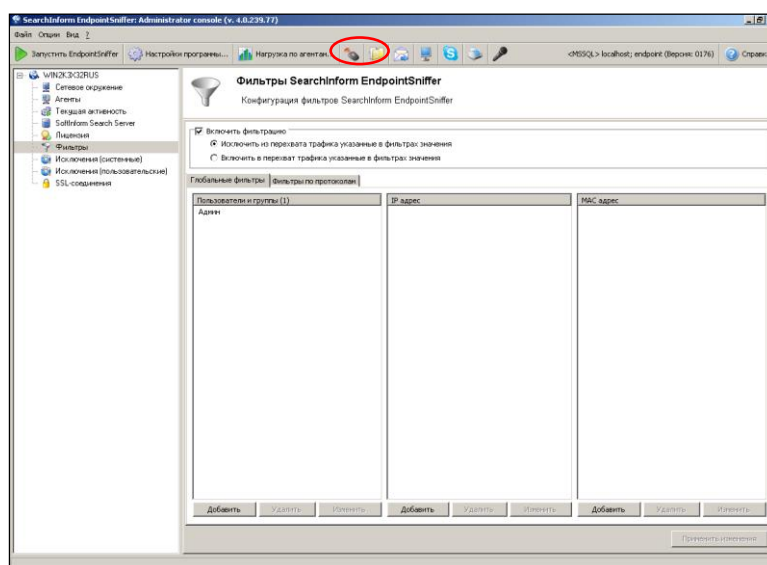 SearchInform EndpointSniffer: Administrator console (v. 4.0.239.77)
Файл Опции Вид ?
Запустить EndpointSniffer Настройки программы... Нагрузка по агентам... <MSSQL> localhost; endpoint (Версия: 0176) Справка
WIN2K3X32RUS
Сетевое окружение
Агенты
Текущая активность
SoftInform Search Server
Лицензия
Фильтры
Исключения (системные)
Исключения (пользовательские)
SSL-соединения
Фильтры SearchInform EndpointSniffer
Конфигурация фильтров SearchInform EndpointSniffer
Включить фильтрацию
Исключить из перехвата трафика указанные в фильтрах значения
Включить в перехват трафика указанные в фильтрах значения
Глобальные фильтры Фильтры по протоколам
Пользователи и группы (1) IP адрес MAC адрес
Админ
Добавить Удалить Изменить Добавить Удалить Изменить Добавить Удалить Изменить
Применить изменения